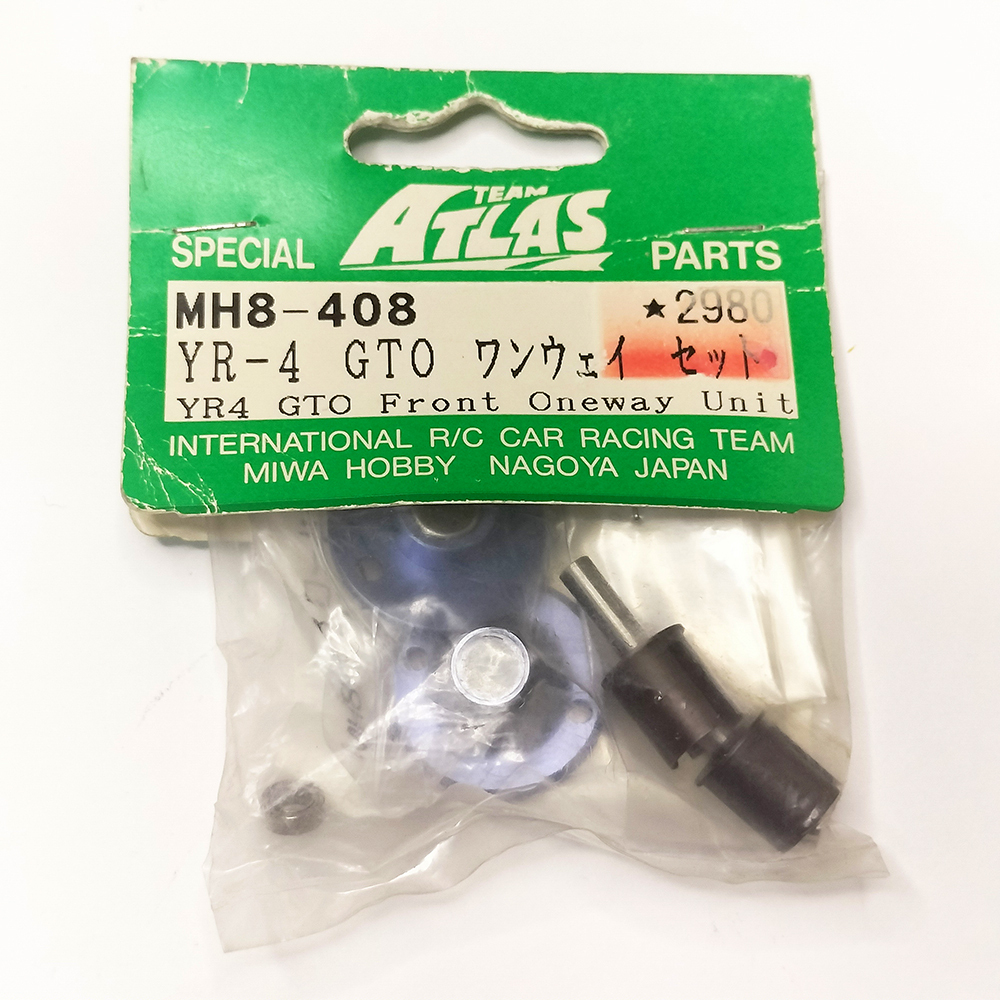 TEAM
ATLAS
SPECIAL PARTS
MH8-408 ★2980
YR-4 GTO ワンウェイ セット
YR4 GTO Front Oneway Unit
INTERNATIONAL R/C CAR RACING TEAM
MIWA HOBBY NAGOYA JAPAN